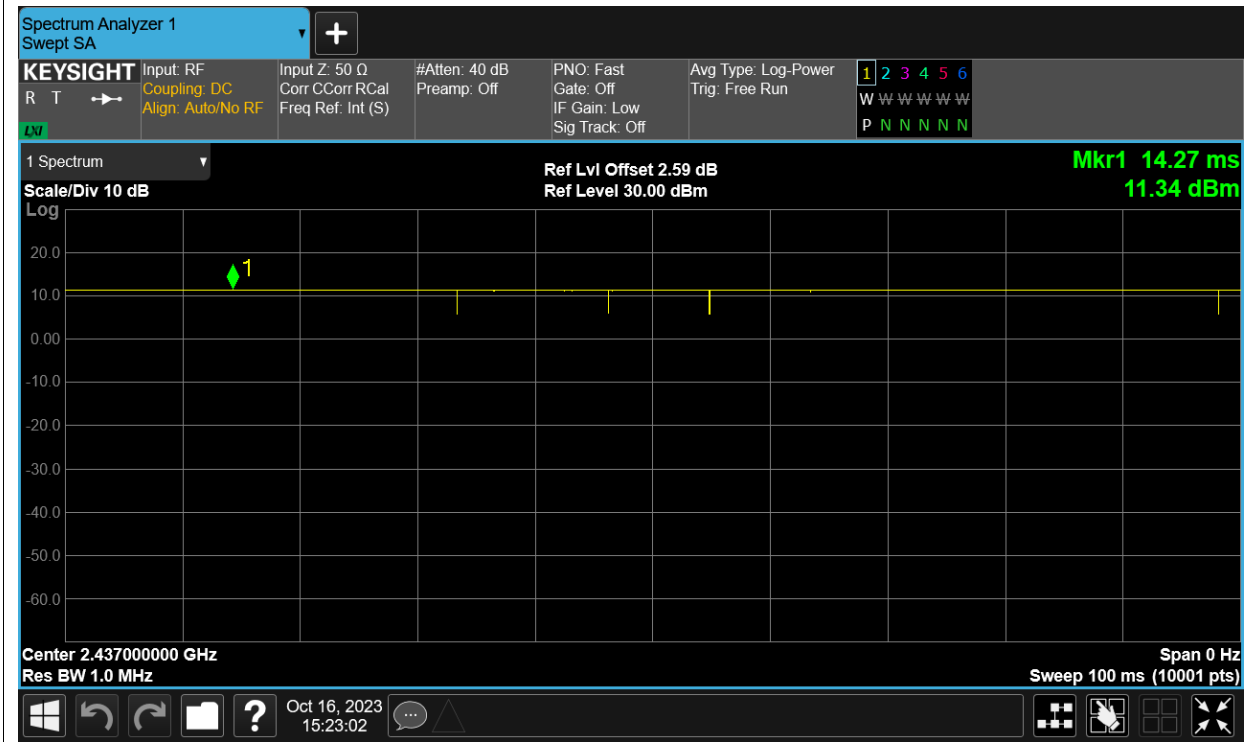 Spectrum Analyzer 1
Swept SA
KEYSIGHT
R T
LXI
Input: RF
Coupling: DC
Align: Auto/No RF
Input Z: 50 Ω
Corr CCorr RCal
Freq Ref: Int (S)
#Atten: 40 dB
Preamp: Off
PNO: Fast
Gate: Off
IF Gain: Low
Sig Track: Off
Avg Type: Log-Power
Trig: Free Run
1 2 3 4 5 6
W W W W W W
P N N N N N
1 Spectrum
Scale/Div 10 dB
Log
Ref Lvl Offset 2.59 dB
Ref Level 30.00 dBm
Mkr1 14.27 ms
11.34 dBm
20.0
1
10.0
0.00
-10.0
-20.0
-30.0
-40.0
-50.0
-60.0
Center 2.437000000 GHz
Res BW 1.0 MHz
Span 0 Hz
Sweep 100 ms (10001 pts)
?
Oct 16, 2023
15:23:02